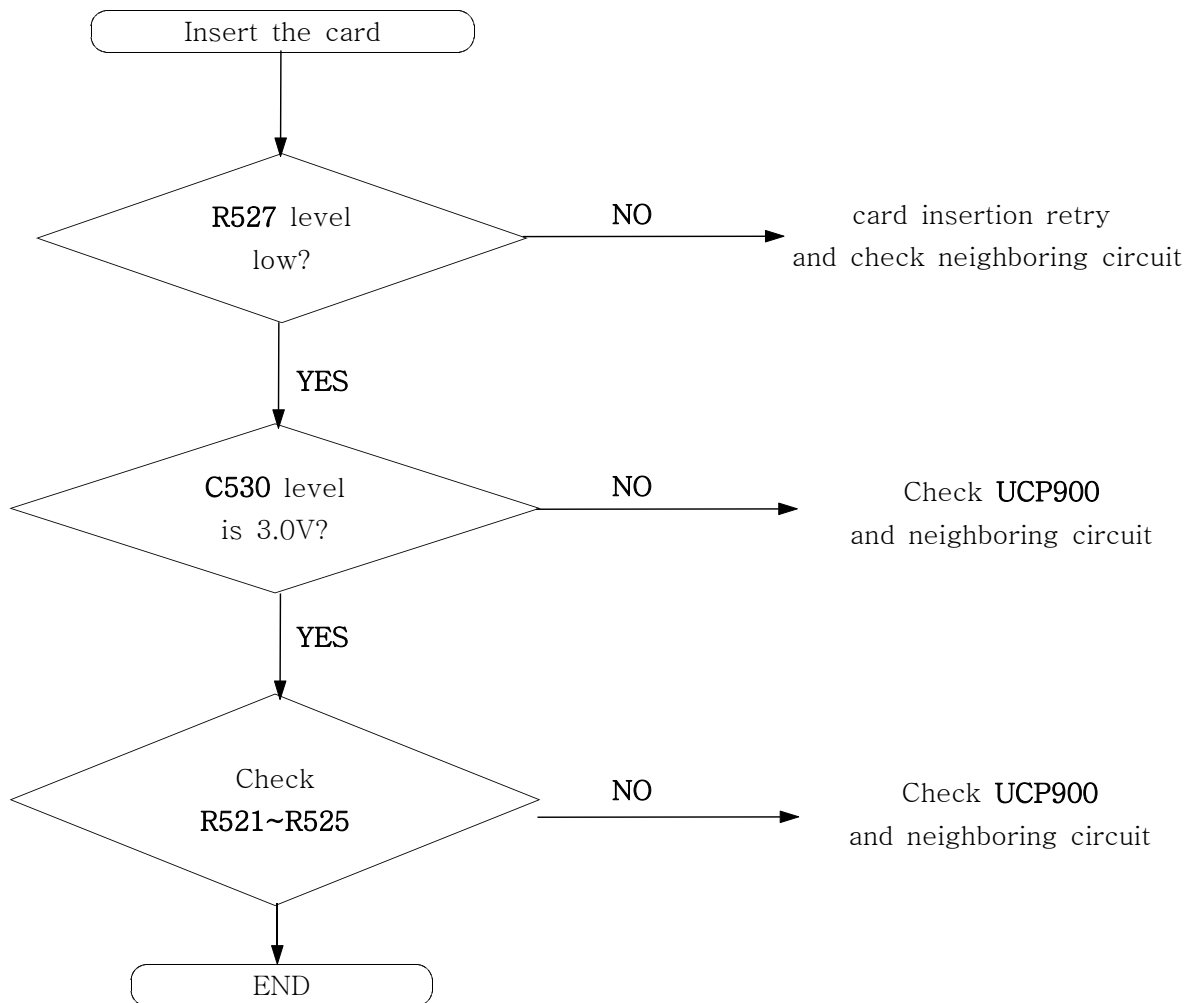 Insert the card
R527 level
low?
NO
card insertion retry
and check neighboring circuit
YES
C530 level
is 3.0V?
NO
Check UCP900
and neighboring circuit
YES
Check
R521~R525
NO
Check UCP900
and neighboring circuit
END